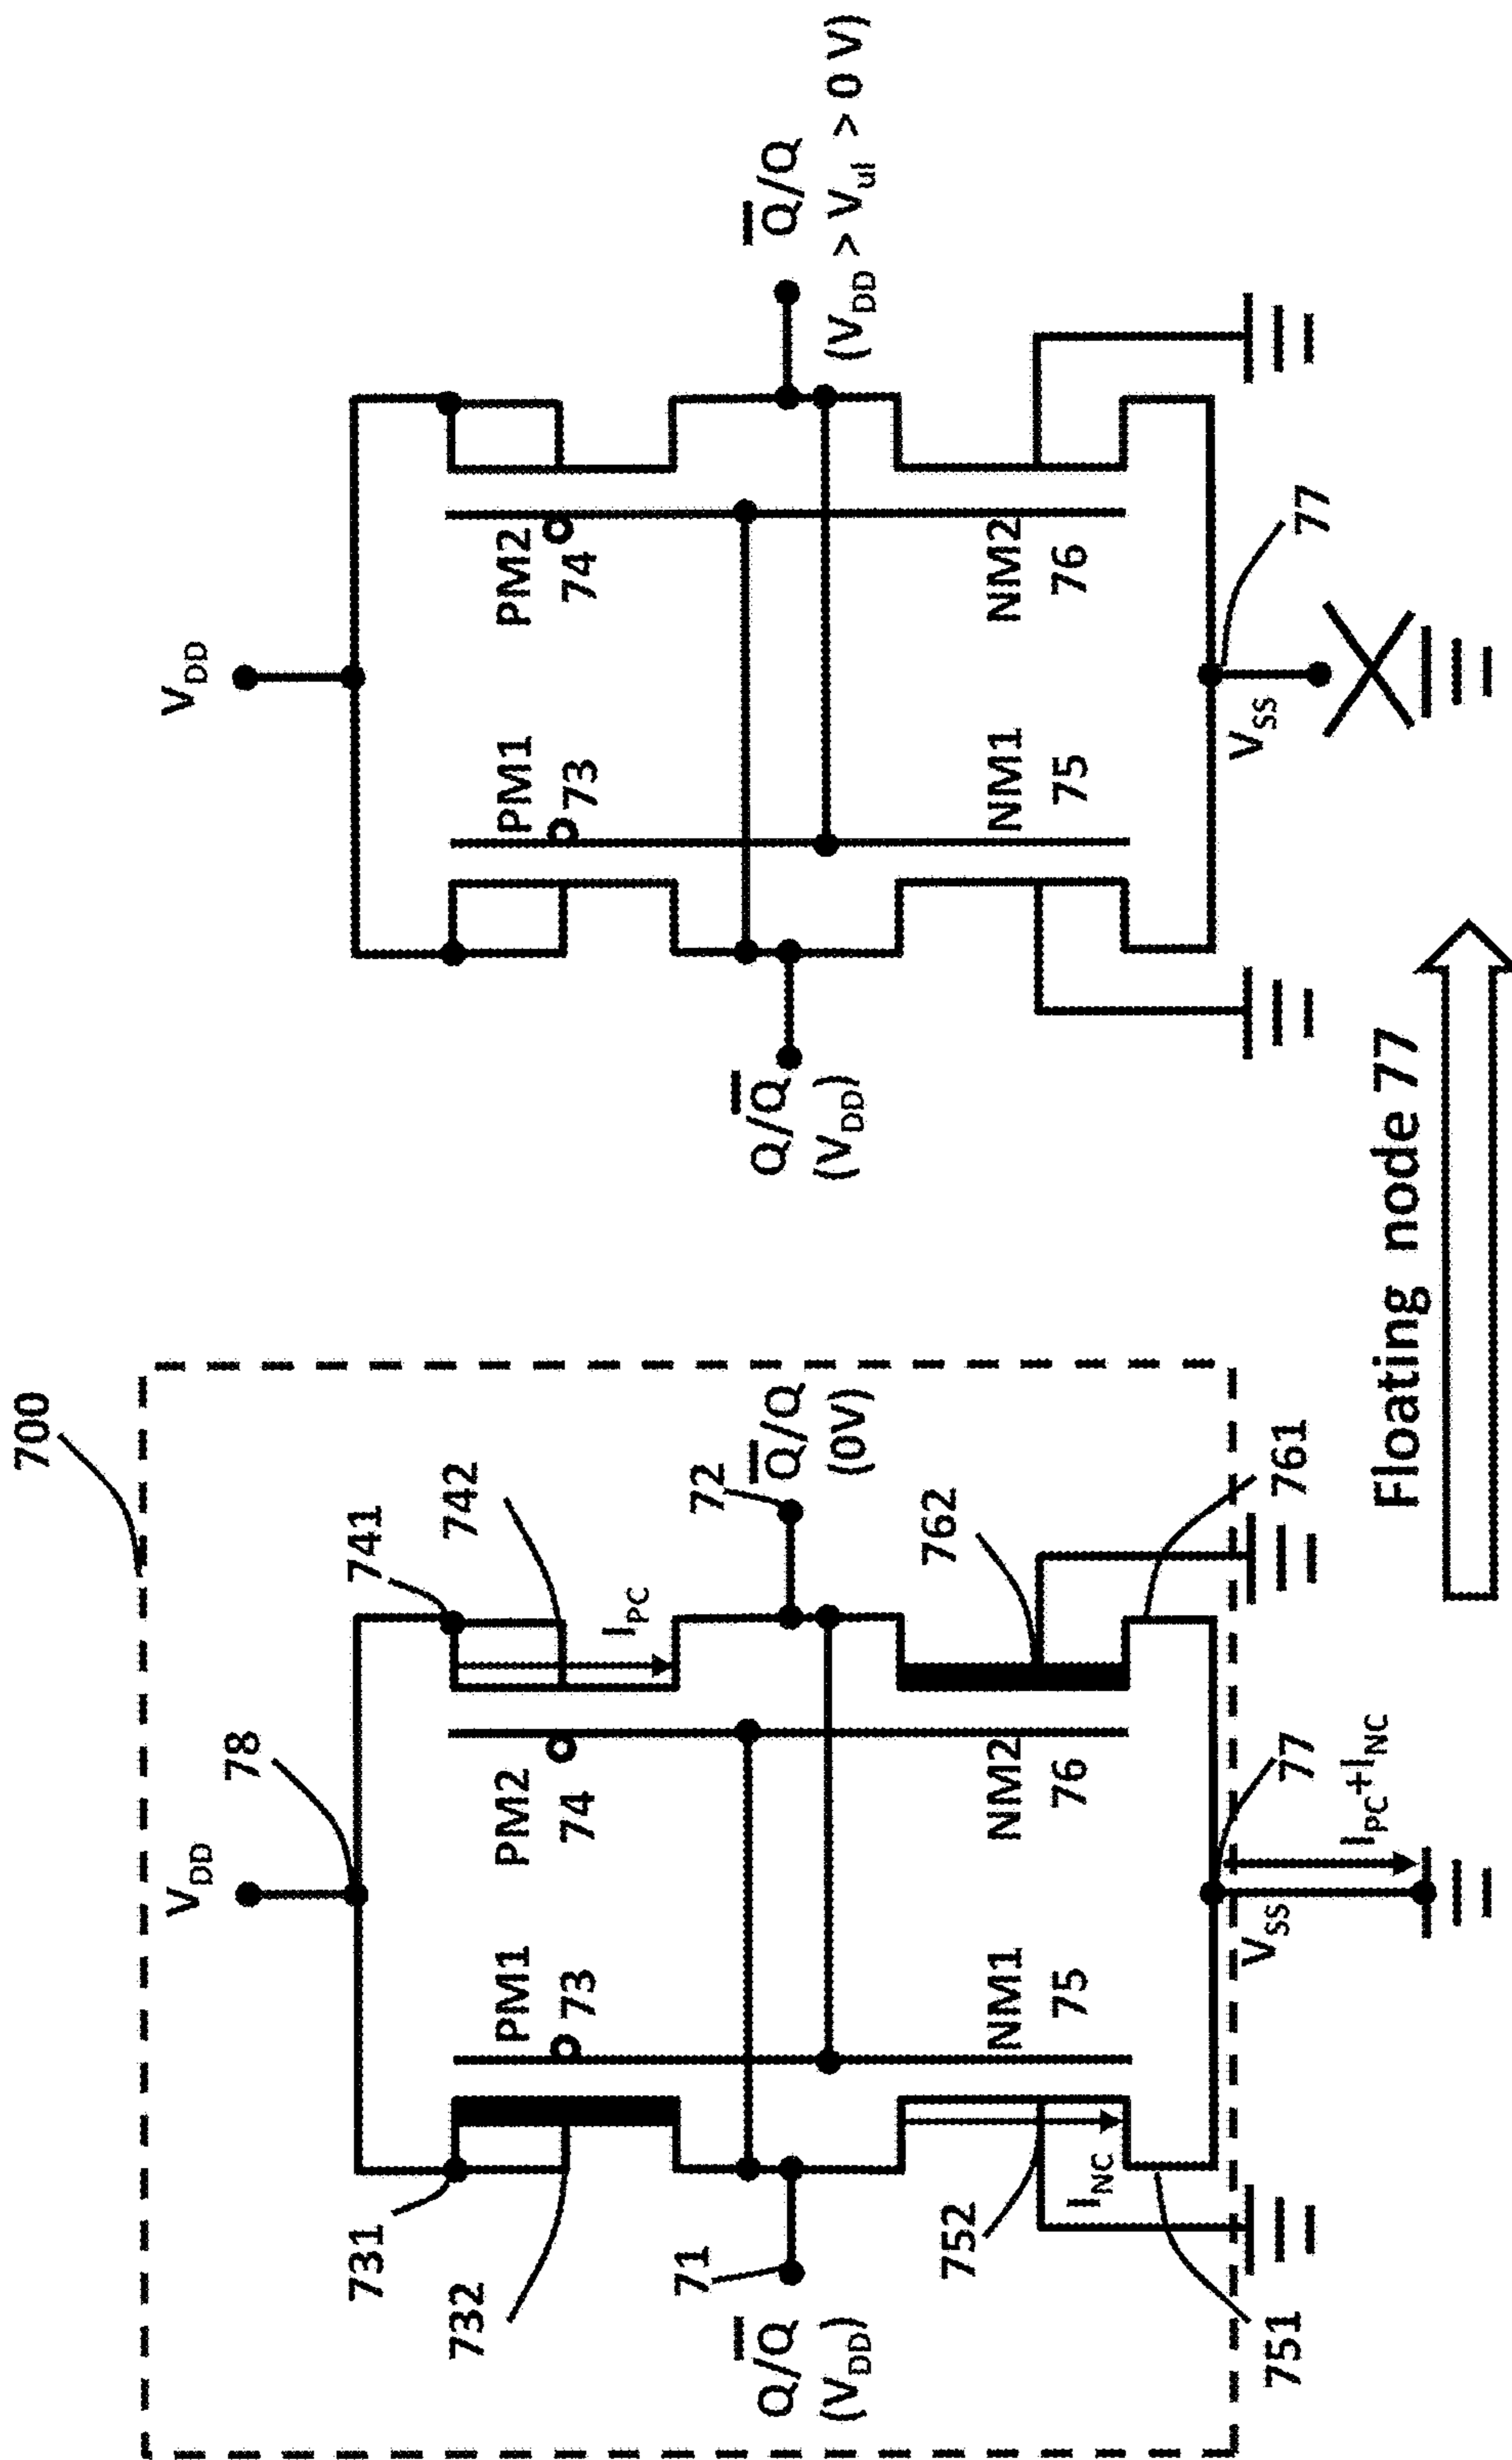 700
V_DD
78
731
732
741
742
PM1
73
PM2
74
I_PC
71
Q/Q̅
(V_DD)
72
Q̅/Q
(0V)
752
NM1
75
NM2
76
762
I_NC
751
V_SS
77
761
I_PC+I_NC
Floating node 77
V_DD
PM1
73
PM2
74
Q/Q̅
(V_DD)
Q̅/Q
(V_DD > V_ul > 0 V)
NM1
75
NM2
76
V_SS
77